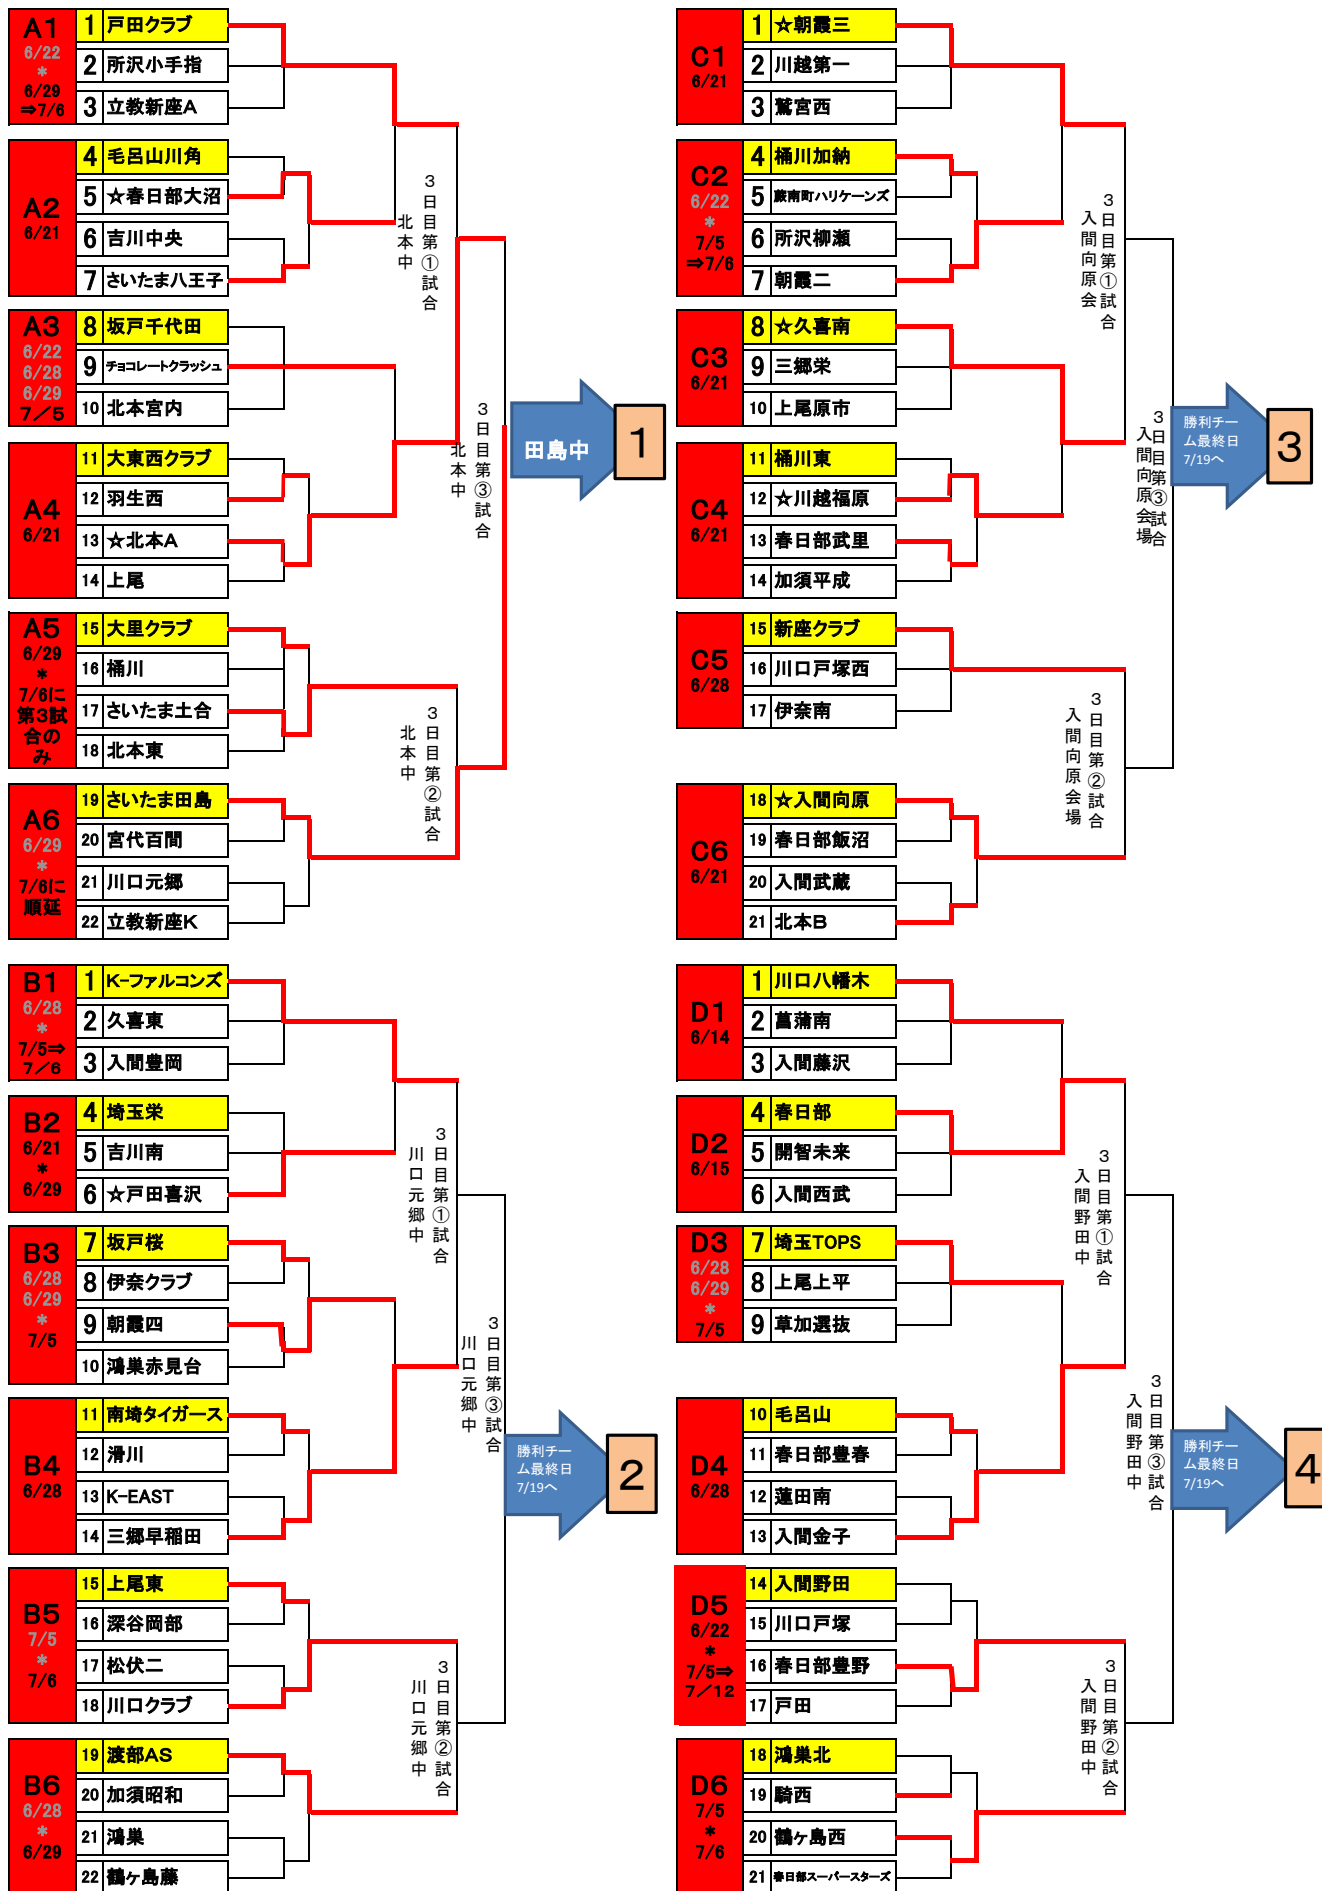 A1
6/22
*
6/29
⇒7/6
1 戸田クラブ
2 所沢小手指
3 立教新座A
A2
6/21
4 毛呂山川角
5 ☆春日部大沼
6 吉川中央
7 さいたま八王子
A3
6/22
6/28
6/29
7/5
8 坂戸千代田
9 チョコレートクラッシュ
10 北本宮内
A4
6/21
11 大東西クラブ
12 羽生西
13 ☆北本A
14 上尾
A5
6/29
*
7/6に
第3試
合の
み
15 大里クラブ
16 桶川
17 さいたま土合
18 北本東
A6
6/29
*
7/6に
順延
19 さいたま田島
20 宮代百間
21 川口元郷
22 立教新座K
3日目第①試合
北本中
3日目第③試合
北本中
3日目第②試合
北本中
田島中
1
B1
6/28
*
7/5⇒
7/6
1 K-ファルコンズ
2 久喜東
3 入間豊岡
B2
6/21
*
6/29
4 埼玉栄
5 吉川南
6 ☆戸田喜沢
B3
6/28
6/29
*
7/5
7 坂戸桜
8 伊奈クラブ
9 朝霞四
10 鴻巣赤見台
B4
6/28
11 南埼タイガース
12 滑川
13 K-EAST
14 三郷早稲田
B5
7/5
*
7/6
15 上尾東
16 深谷岡部
17 松伏二
18 川口クラブ
B6
6/28
*
6/29
19 渡部AS
20 加須昭和
21 鴻巣
22 鶴ヶ島藤
3日目第①試合
川口元郷中
3日目第③試合
川口元郷中
3日目第②試合
川口元郷中
勝利チー
ム最終日
7/19へ
2
C1
6/21
1 ☆朝霞三
2 川越第一
3 鷲宮西
C2
6/22
*
7/5
⇒7/6
4 桶川加納
5 蕨南町ハリケーンズ
6 所沢柳瀬
7 朝霞二
C3
6/21
8 ☆久喜南
9 三郷栄
10 上尾原市
C4
6/21
11 桶川東
12 ☆川越福原
13 春日部武里
14 加須平成
C5
6/28
15 新座クラブ
16 川口戸塚西
17 伊奈南
C6
6/21
18 ☆入間向原
19 春日部飯沼
20 入間武蔵
21 北本B
3日目第①試合
入間向原会
3日目第③試合
入間向原会場
3日目第②試合
入間向原会場
勝利チー
ム最終日
7/19へ
3
D1
6/14
1 川口八幡木
2 菖蒲南
3 入間藤沢
D2
6/15
4 春日部
5 開智未来
6 入間西武
D3
6/28
6/29
*
7/5
7 埼玉TOPS
8 上尾上平
9 草加選抜
D4
6/28
10 毛呂山
11 春日部豊春
12 蓮田南
13 入間金子
D5
6/22
*
7/5⇒
7/12
14 入間野田
15 川口戸塚
16 春日部豊野
17 戸田
D6
7/5
*
7/6
18 鴻巣北
19 騎西
20 鶴ヶ島西
21 春日部スーパースターズ
3日目第①試合
入間野田中
3日目第③試合
入間野田中
3日目第②試合
入間野田中
勝利チー
ム最終日
7/19へ
4